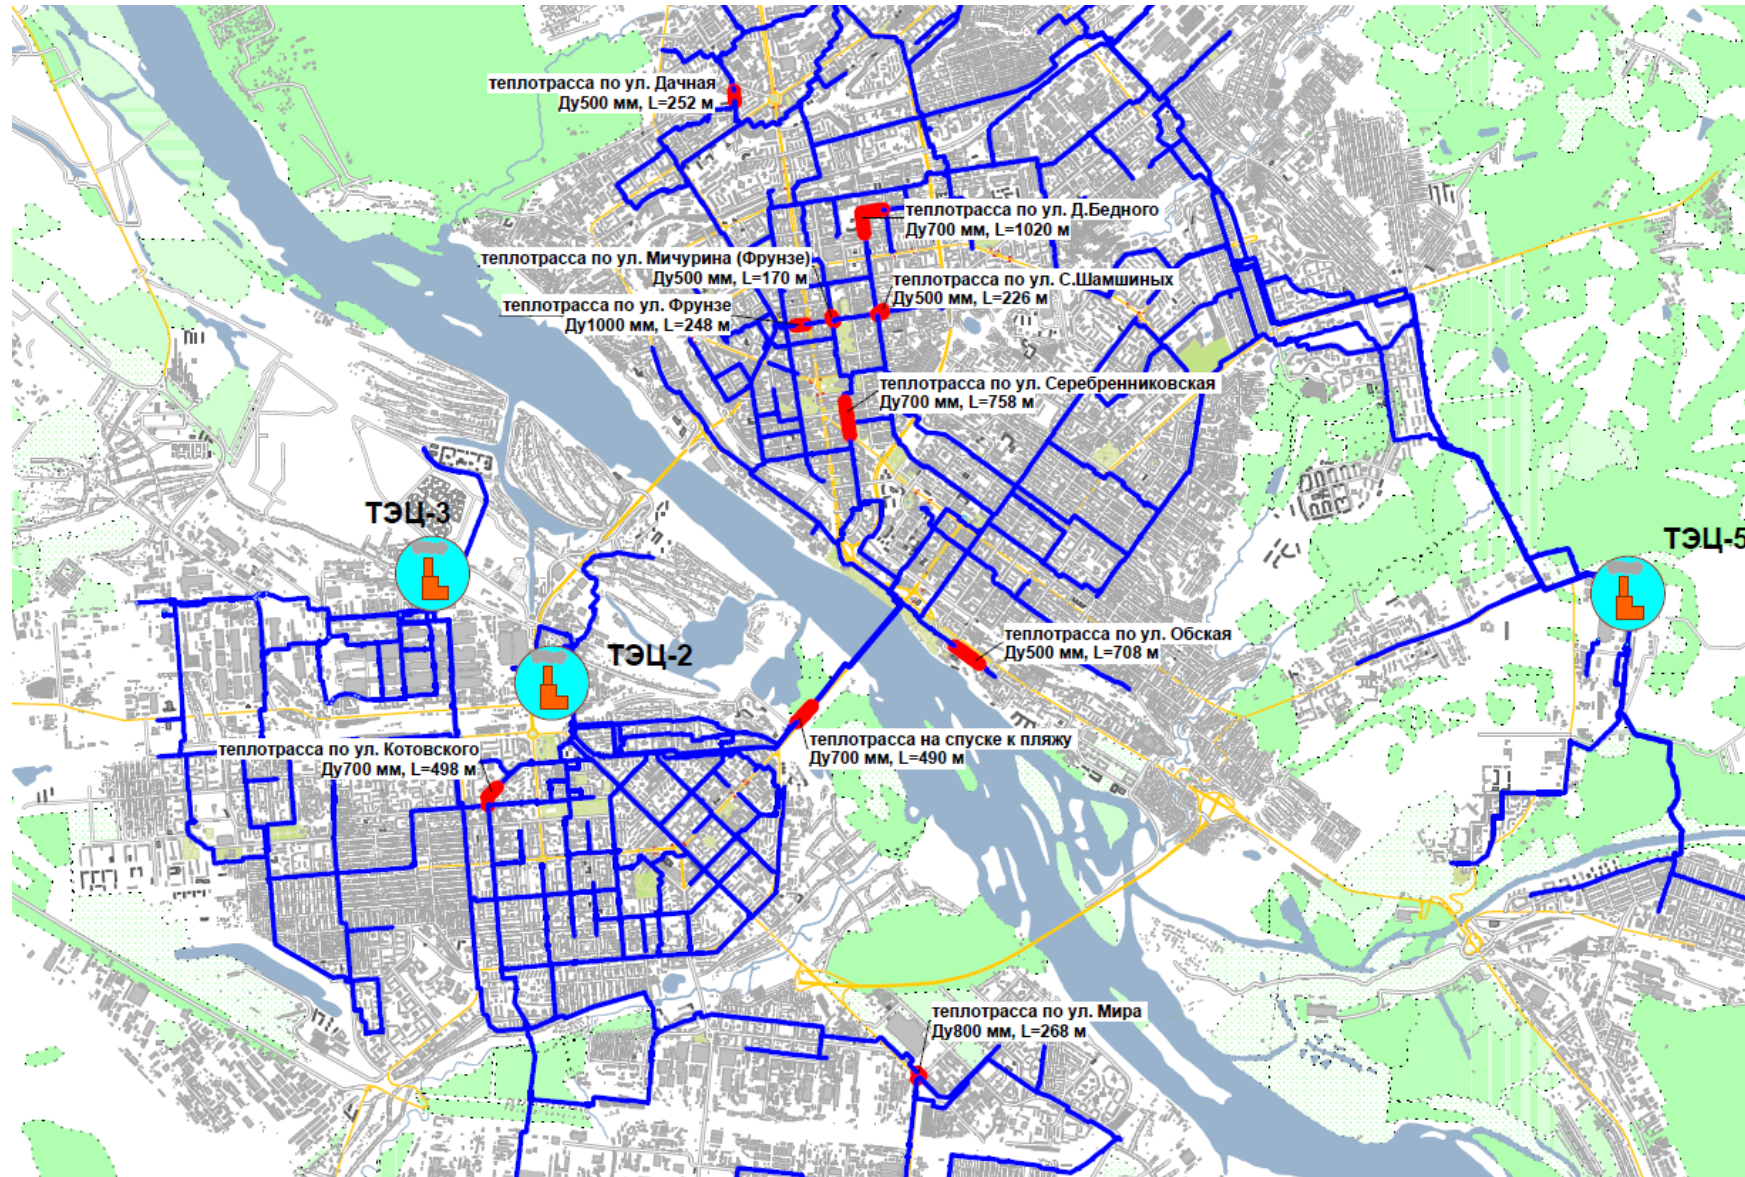 теплотрасса по ул. Дачная
Ду500 мм, L=252 м
теплотрасса по ул. Д.Бедного
Ду700 мм, L=1020 м
теплотрасса по ул. Мичурина (Фрунзе)
Ду500 мм, L=170 м
теплотрасса по ул. С.Шамшиных
Ду500 мм, L=226 м
теплотрасса по ул. Фрунзе
Ду1000 мм, L=248 м
теплотрасса по ул. Серебренниковская
Ду700 мм, L=758 м
ТЭЦ-3
ТЭЦ-5
ТЭЦ-2
теплотрасса по ул. Обская
Ду500 мм, L=708 м
теплотрасса на спуске к пляжу
Ду700 мм, L=490 м
теплотрасса по ул. Котовского
Ду700 мм, L=498 м
теплотрасса по ул. Мира
Ду800 мм, L=268 м